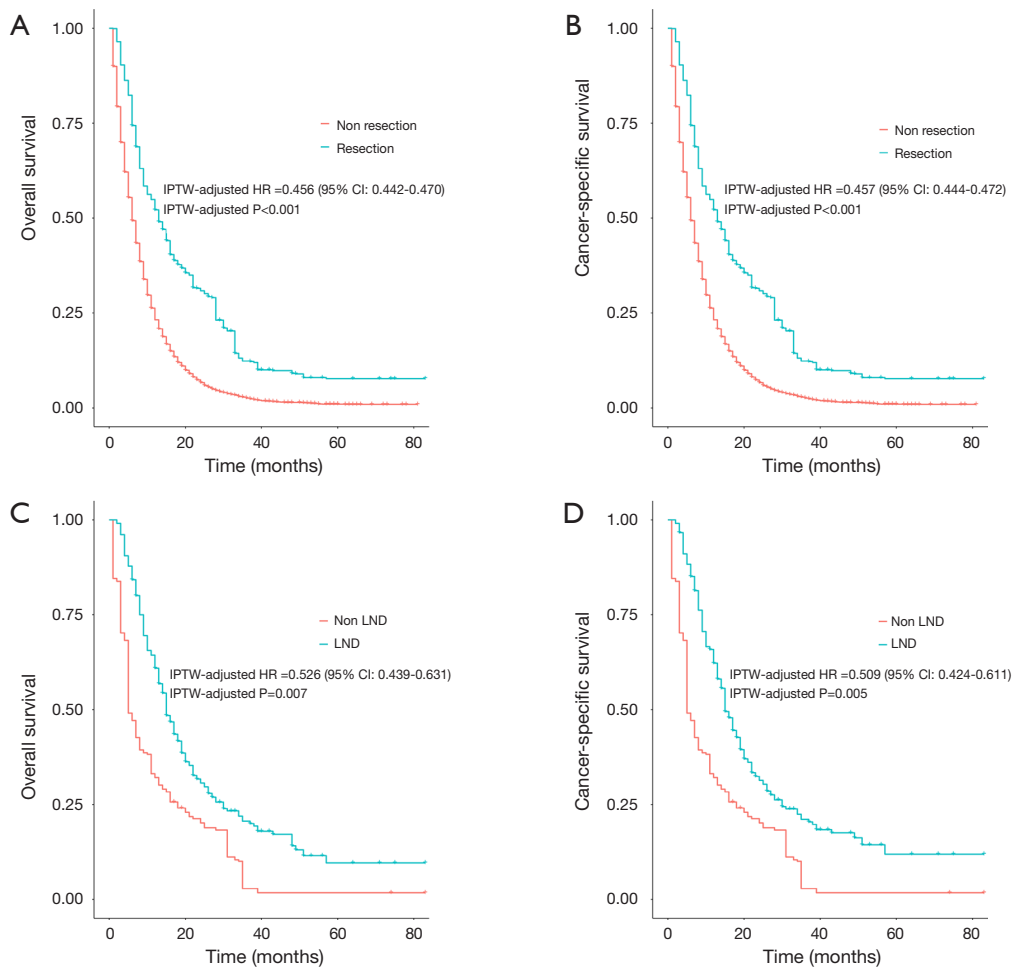 A
Overall survival
1.00
0.75
0.50
0.25
0.00
Non resection
Resection
IPTW-adjusted HR =0.456 (95% CI: 0.442-0.470)
IPTW-adjusted P<0.001
0 20 40 60 80
Time (months)
B
Cancer-specific survival
1.00
0.75
0.50
0.25
0.00
Non resection
Resection
IPTW-adjusted HR =0.457 (95% CI: 0.444-0.472)
IPTW-adjusted P<0.001
0 20 40 60 80
Time (months)
C
Overall survival
1.00
0.75
0.50
0.25
0.00
Non LND
LND
IPTW-adjusted HR =0.526 (95% CI: 0.439-0.631)
IPTW-adjusted P=0.007
0 20 40 60 80
Time (months)
D
Cancer-specific survival
1.00
0.75
0.50
0.25
0.00
Non LND
LND
IPTW-adjusted HR =0.509 (95% CI: 0.424-0.611)
IPTW-adjusted P=0.005
0 20 40 60 80
Time (months)